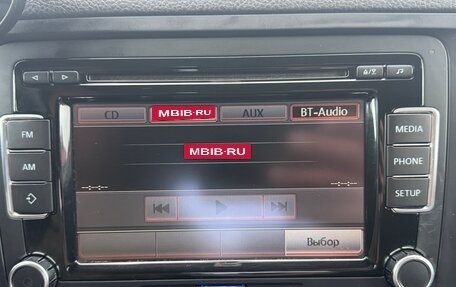 CD MBIB-RU AUX BT-Audio
FM MEDIA
MBIB-RU
AM PHONE
--:-- --:--
SETUP
Выбор